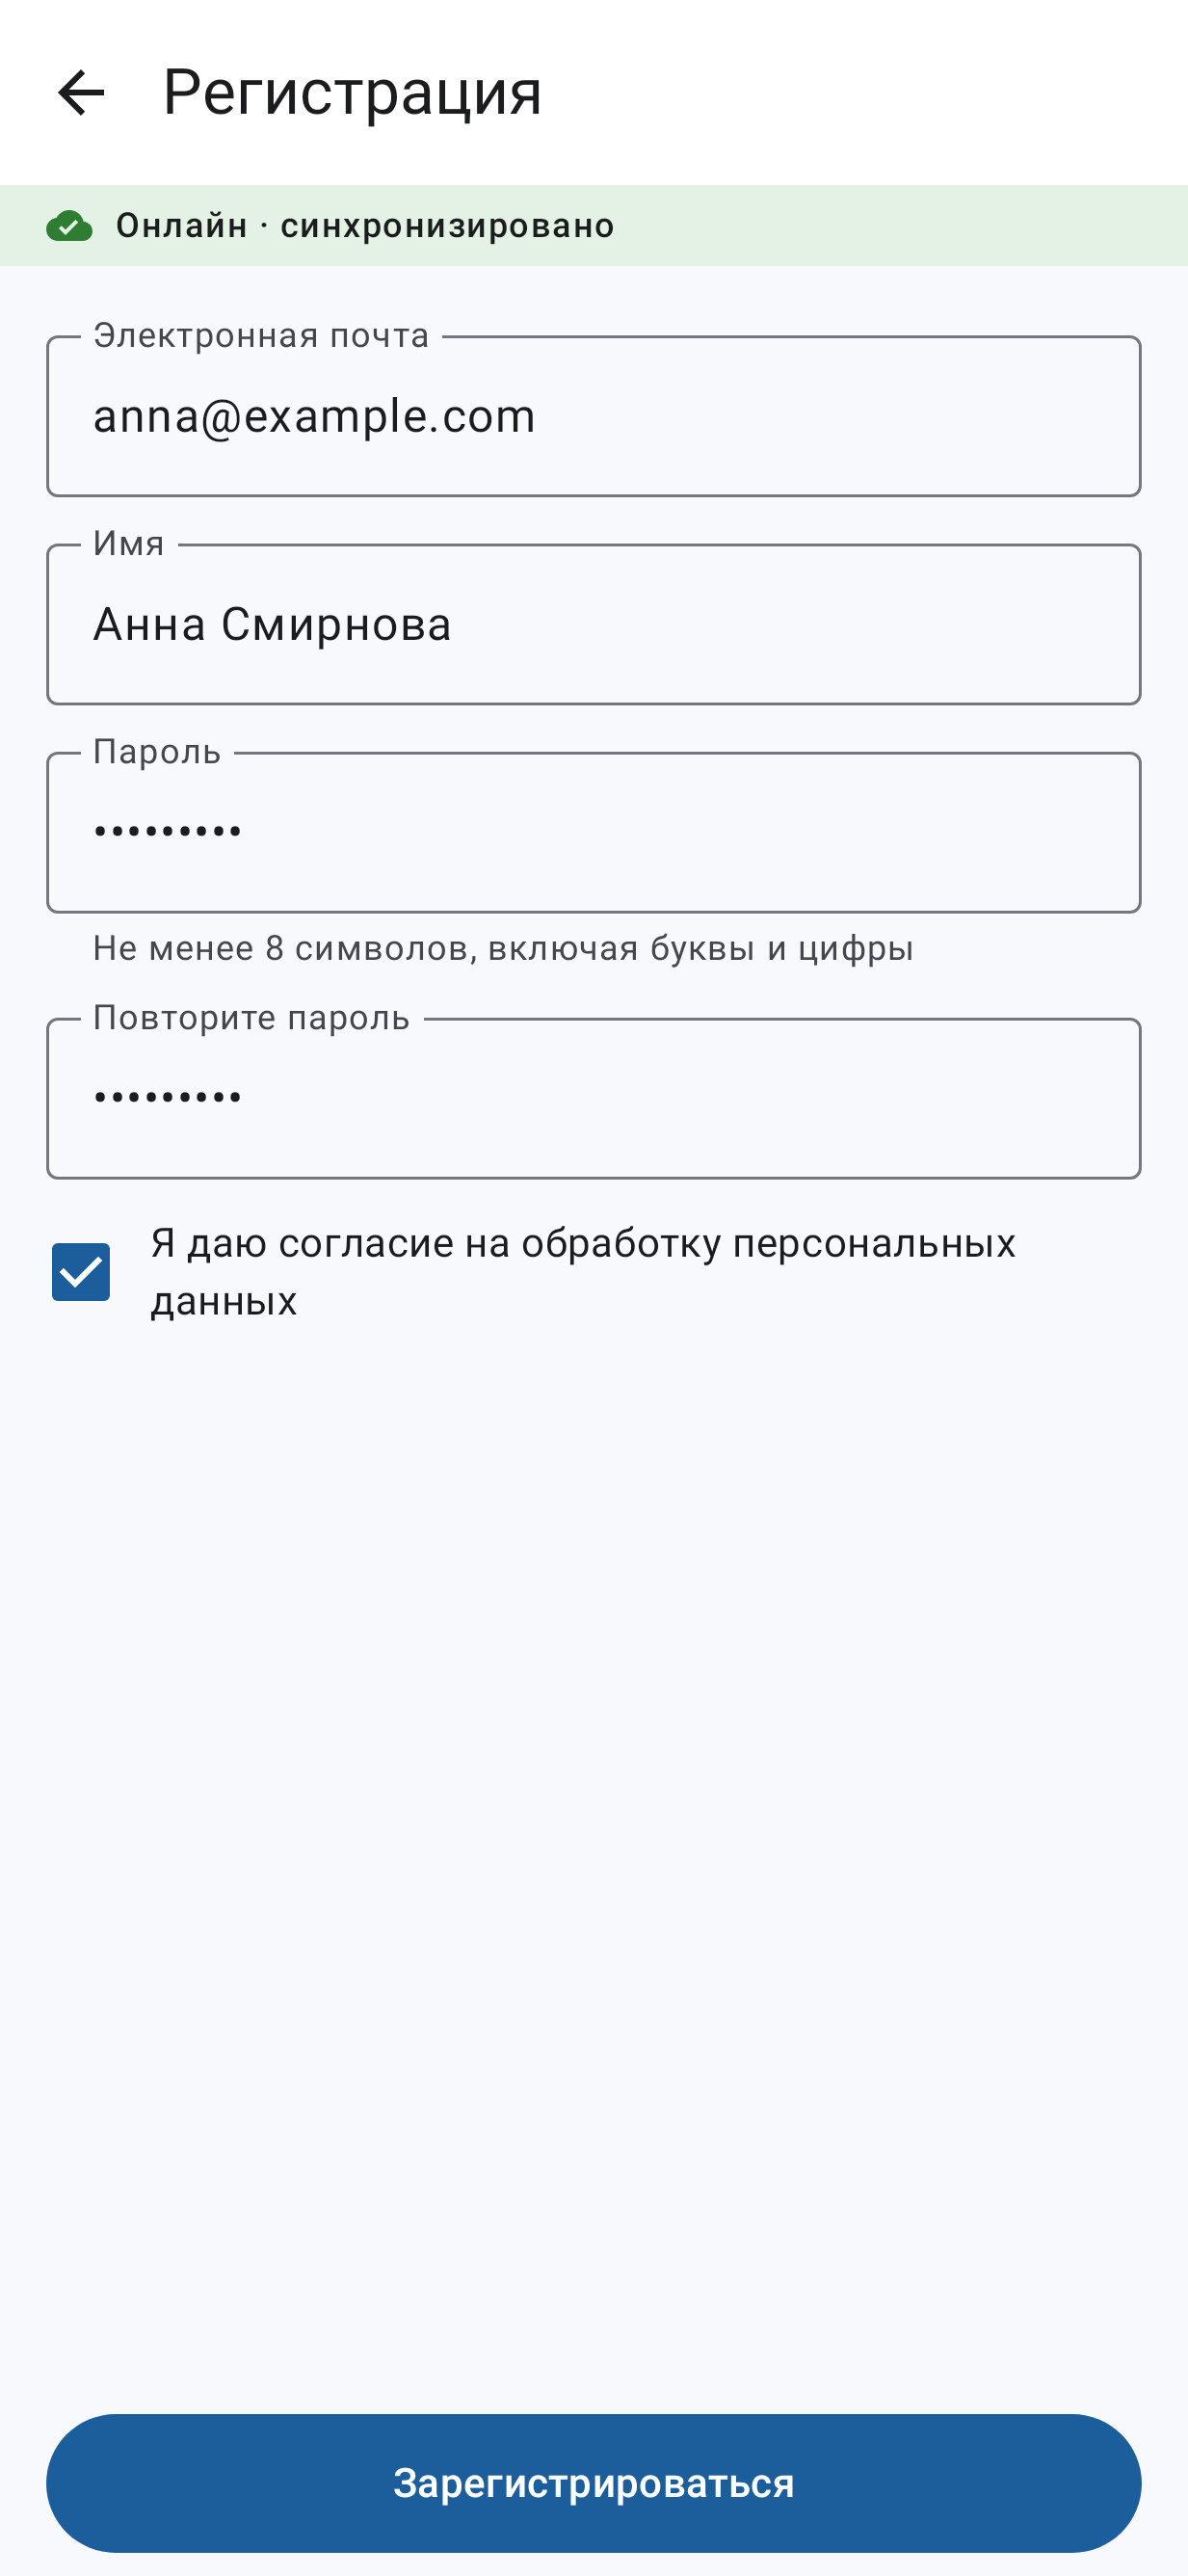 Регистрация
Онлайн · синхронизировано
Электронная почта
anna@example.com
Имя
Анна Смирнова
Пароль
•••••••••
Не менее 8 символов, включая буквы и цифры
Повторите пароль
•••••••••
Я даю согласие на обработку персональных
данных
Зарегистрироваться